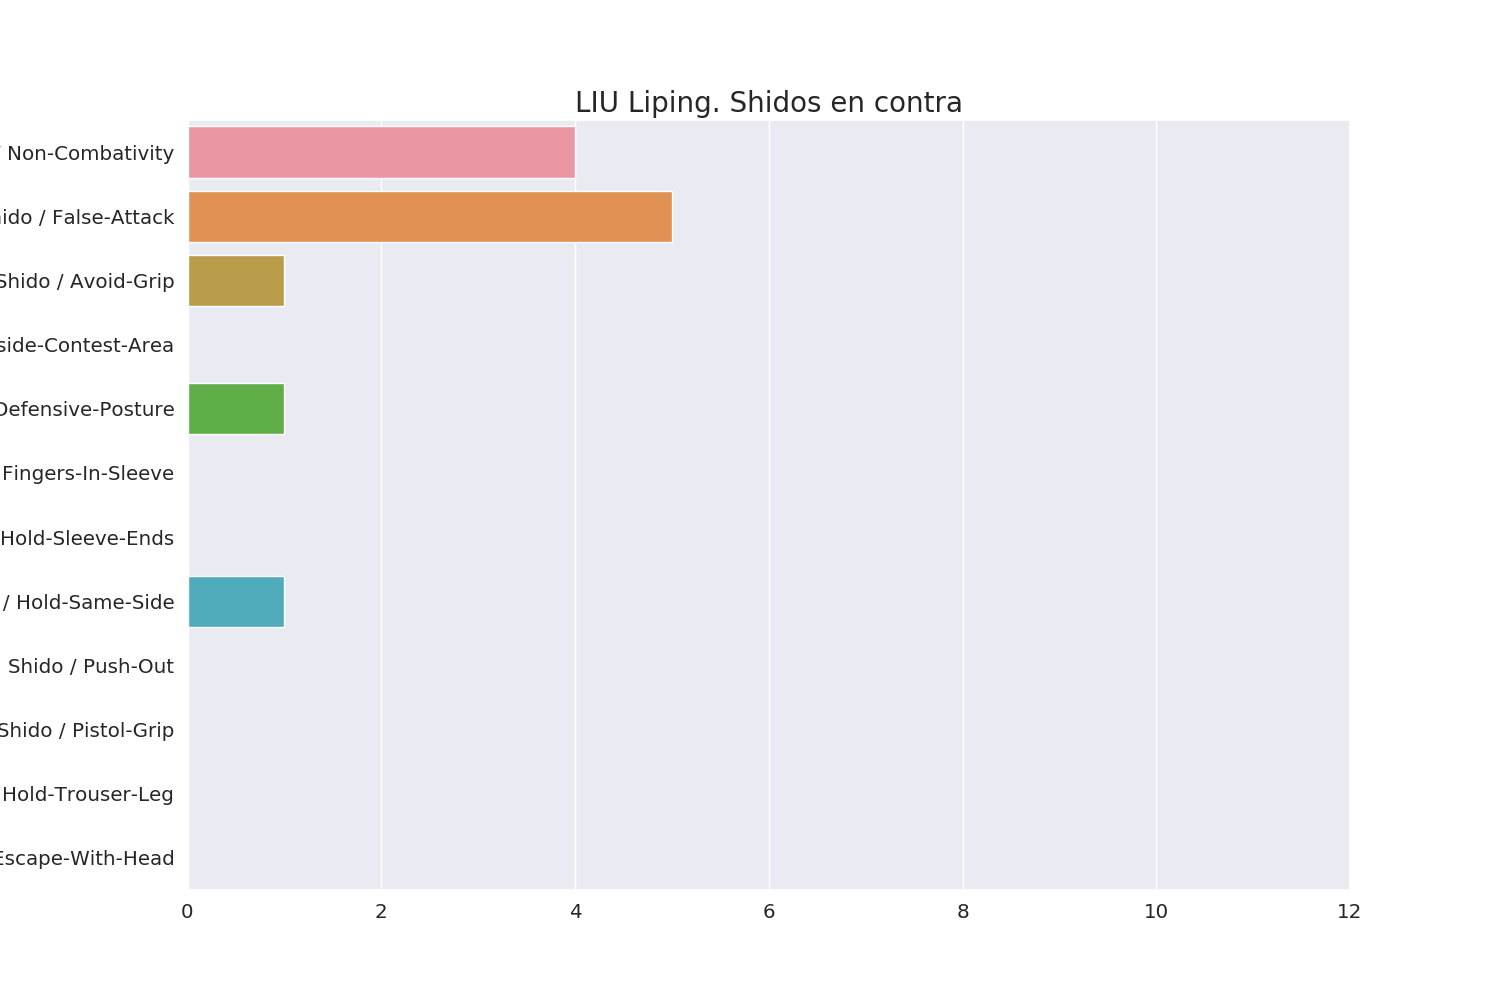 LIU Liping. Shidos en contra
/ Non-Combativity
ido / False-Attack
Shido / Avoid-Grip
side-Contest-Area
Defensive-Posture
Fingers-In-Sleeve
Hold-Sleeve-Ends
/ Hold-Same-Side
Shido / Push-Out
Shido / Pistol-Grip
Hold-Trouser-Leg
Escape-With-Head
0 2 4 6 8 10 12